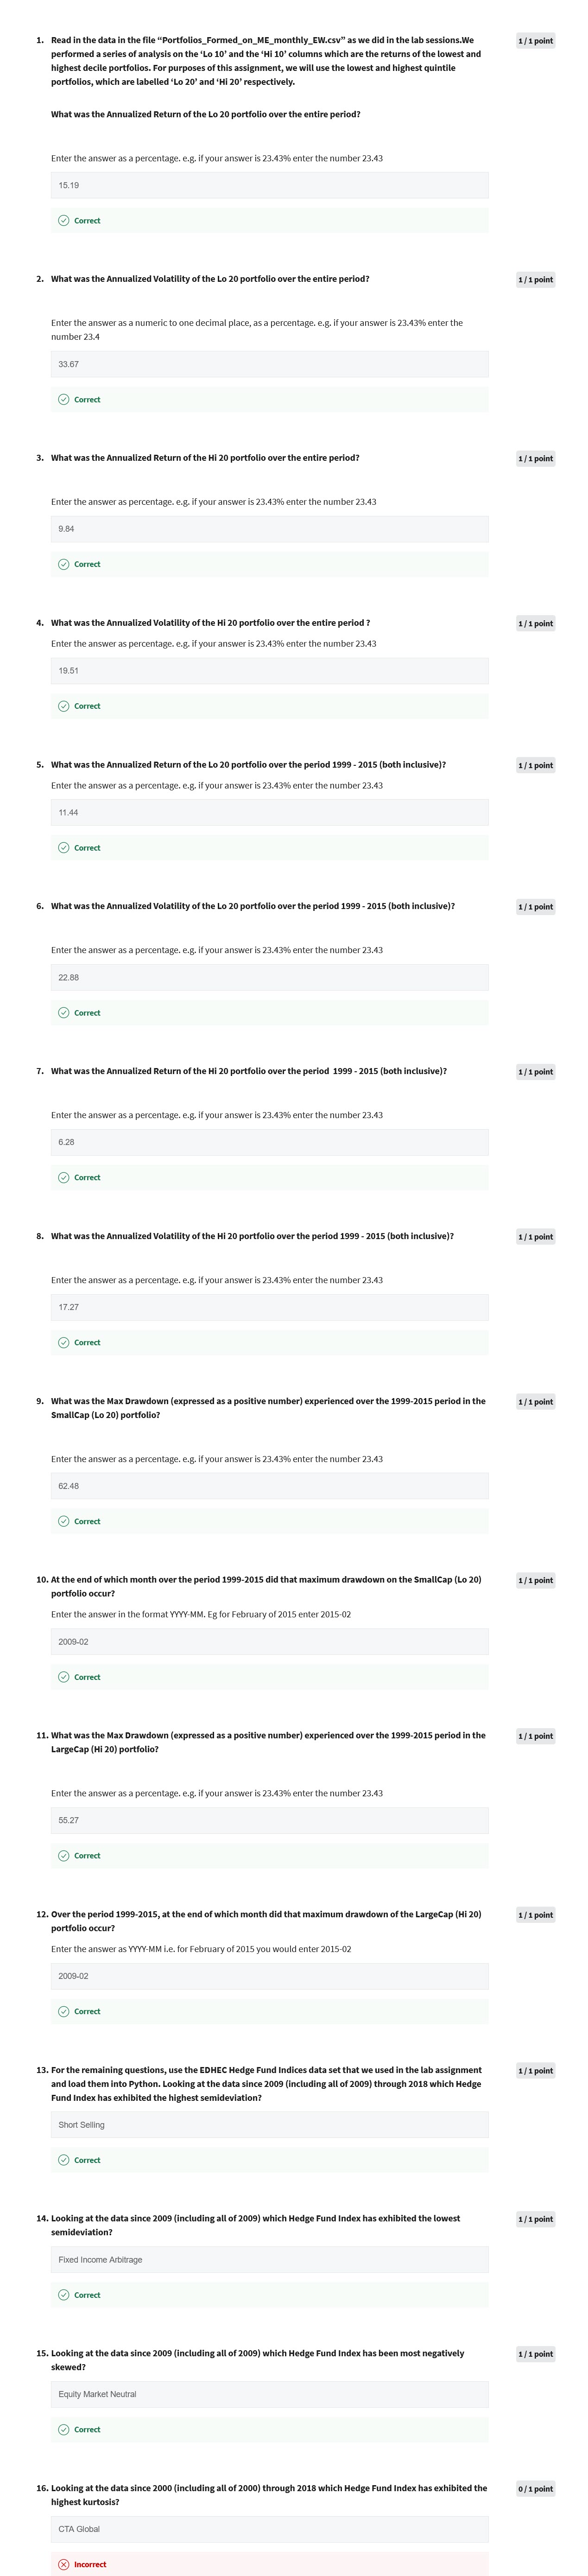 1. Read in the data in the file “Portfolios_Formed_on_ME_monthly_EW.csv” as we did in the lab sessions.We
1 / 1 point
performed a series of analysis on the ‘Lo 10’ and the ‘Hi 10’ columns which are the returns of the lowest and
highest decile portfolios. For purposes of this assignment, we will use the lowest and highest quintile
portfolios, which are labelled ‘Lo 20’ and ‘Hi 20’ respectively.
What was the Annualized Return of the Lo 20 portfolio over the entire period?
Enter the answer as a percentage. e.g. if your answer is 23.43% enter the number 23.43
15.19
Correct
2. What was the Annualized Volatility of the Lo 20 portfolio over the entire period?
1 / 1 point
Enter the answer as a numeric to one decimal place, as a percentage. e.g. if your answer is 23.43% enter the
number 23.4
33.67
Correct
3. What was the Annualized Return of the Hi 20 portfolio over the entire period?
1 / 1 point
Enter the answer as percentage. e.g. if your answer is 23.43% enter the number 23.43
9.84
Correct
4. What was the Annualized Volatility of the Hi 20 portfolio over the entire period ?
1 / 1 point
Enter the answer as percentage. e.g. if your answer is 23.43% enter the number 23.43
19.51
Correct
5. What was the Annualized Return of the Lo 20 portfolio over the period 1999 - 2015 (both inclusive)?
1 / 1 point
Enter the answer as a percentage. e.g. if your answer is 23.43% enter the number 23.43
11.44
Correct
6. What was the Annualized Volatility of the Lo 20 portfolio over the period 1999 - 2015 (both inclusive)?
1 / 1 point
Enter the answer as a percentage. e.g. if your answer is 23.43% enter the number 23.43
22.88
Correct
7. What was the Annualized Return of the Hi 20 portfolio over the period 1999 - 2015 (both inclusive)?
1 / 1 point
Enter the answer as a percentage. e.g. if your answer is 23.43% enter the number 23.43
6.28
Correct
8. What was the Annualized Volatility of the Hi 20 portfolio over the period 1999 - 2015 (both inclusive)?
1 / 1 point
Enter the answer as a percentage. e.g. if your answer is 23.43% enter the number 23.43
17.27
Correct
9. What was the Max Drawdown (expressed as a positive number) experienced over the 1999-2015 period in the
1 / 1 point
SmallCap (Lo 20) portfolio?
Enter the answer as a percentage. e.g. if your answer is 23.43% enter the number 23.43
62.48
Correct
10. At the end of which month over the period 1999-2015 did that maximum drawdown on the SmallCap (Lo 20)
1 / 1 point
portfolio occur?
Enter the answer in the format YYYY-MM. Eg for February of 2015 enter 2015-02
2009-02
Correct
11. What was the Max Drawdown (expressed as a positive number) experienced over the 1999-2015 period in the
1 / 1 point
LargeCap (Hi 20) portfolio?
Enter the answer as a percentage. e.g. if your answer is 23.43% enter the number 23.43
55.27
Correct
12. Over the period 1999-2015, at the end of which month did that maximum drawdown of the LargeCap (Hi 20)
1 / 1 point
portfolio occur?
Enter the answer as YYYY-MM i.e. for February of 2015 you would enter 2015-02
2009-02
Correct
13. For the remaining questions, use the EDHEC Hedge Fund Indices data set that we used in the lab assignment
1 / 1 point
and load them into Python. Looking at the data since 2009 (including all of 2009) through 2018 which Hedge
Fund Index has exhibited the highest semideviation?
Short Selling
Correct
14. Looking at the data since 2009 (including all of 2009) which Hedge Fund Index has exhibited the lowest
1 / 1 point
semideviation?
Fixed Income Arbitrage
Correct
15. Looking at the data since 2009 (including all of 2009) which Hedge Fund Index has been most negatively
1 / 1 point
skewed?
Equity Market Neutral
Correct
16. Looking at the data since 2000 (including all of 2000) through 2018 which Hedge Fund Index has exhibited the
0 / 1 point
highest kurtosis?
CTA Global
Incorrect